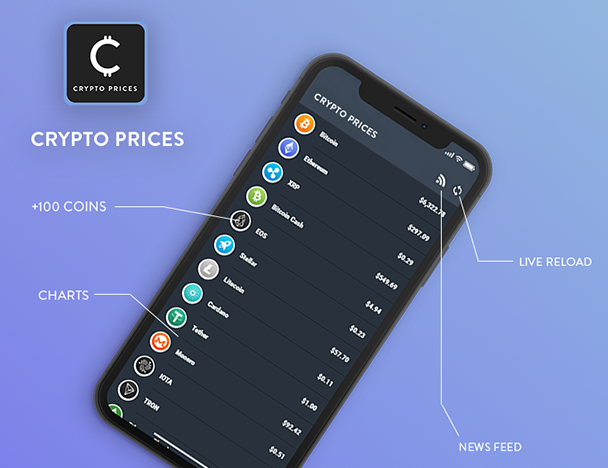 C
CRYPTO PRICES
CRYPTO PRICES
+100 COINS
CHARTS
LIVE RELOAD
NEWS FEED
CRYPTO PRICES
Bitcoin $6,322.78
Ethereum $297.09
XRP $0.29
Bitcoin Cash $549.69
EOS $4.94
Stellar $0.23
Litecoin $57.70
Cardano $0.11
Tether $1.00
Monero $92.42
IOTA $0.51
TRON